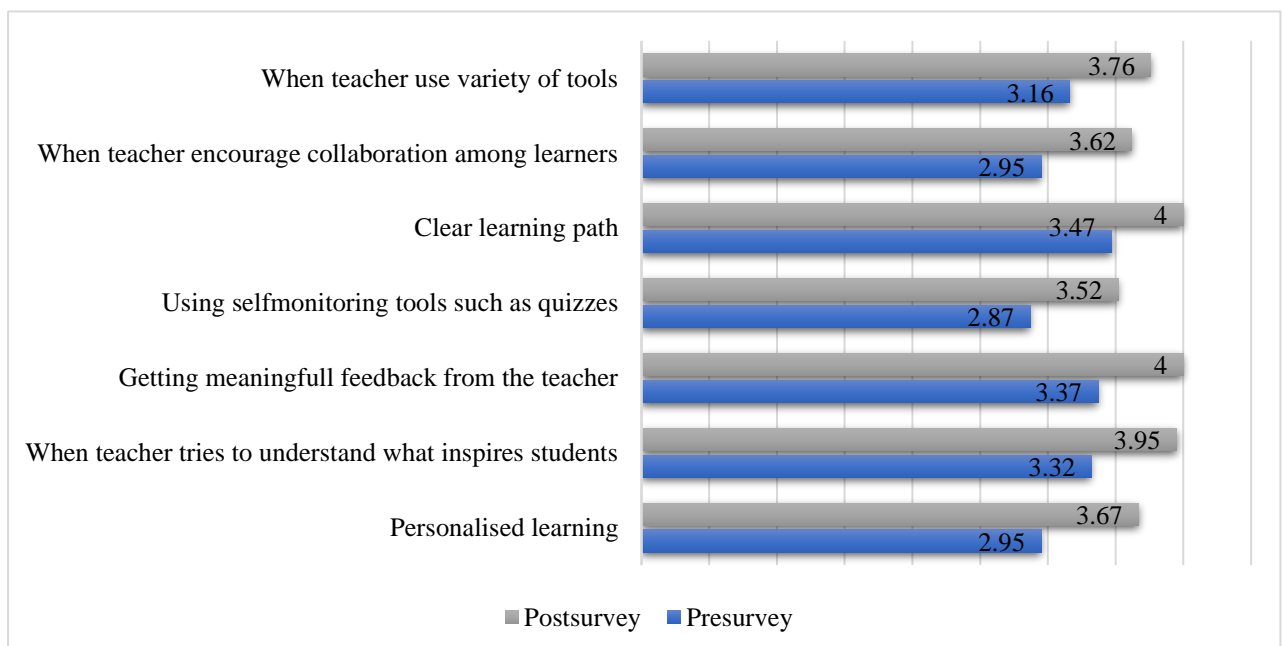 When teacher use variety of tools
3.76
3.16
When teacher encourage collaboration among learners
3.62
2.95
Clear learning path
4
3.47
Using selfmonitoring tools such as quizzes
3.52
2.87
Getting meaningfull feedback from the teacher
4
3.37
When teacher tries to understand what inspires students
3.95
3.32
Personalised learning
3.67
2.95
Postsurvey Presurvey